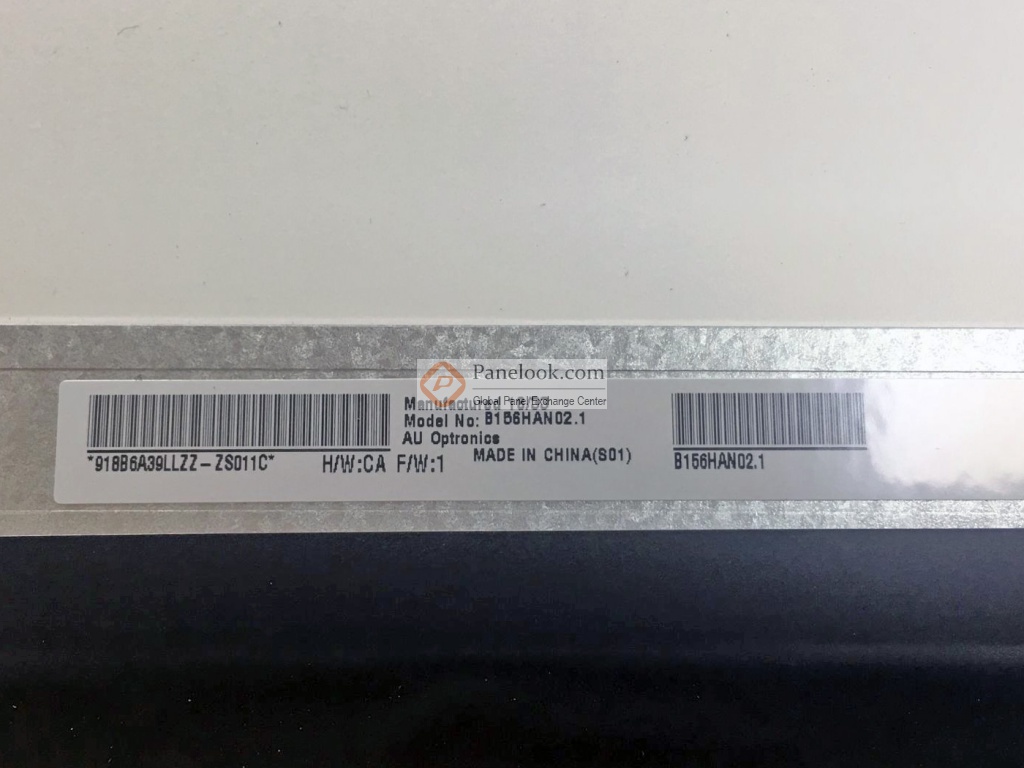 Panelook.com
Global Panel Exchange Center
Manufactured
Model No: B156HAN02.1
AU Optronics
MADE IN CHINA(S01)
*918B6A39LLZZ-ZS011C*
H/W:CA F/W:1
B156HAN02.1